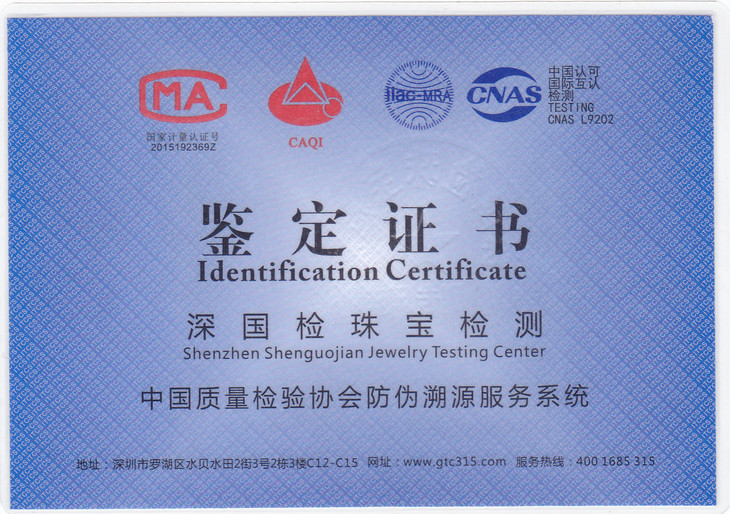 CMA
国家计量认证号
2015192369Z
CAQI
ilac-MRA
CNAS
中国认可
国际互认
检测
TESTING
CNAS L9202
鉴定证书
Identification Certificate
深国检珠宝检测
Shenzhen Shenguojian Jewelry Testing Center
中国质量检验协会防伪溯源服务系统
地址：深圳市罗湖区水贝水田2街3号2栋3楼C12-C15 网址：www.gtc315.com 服务热线：400 1685 315